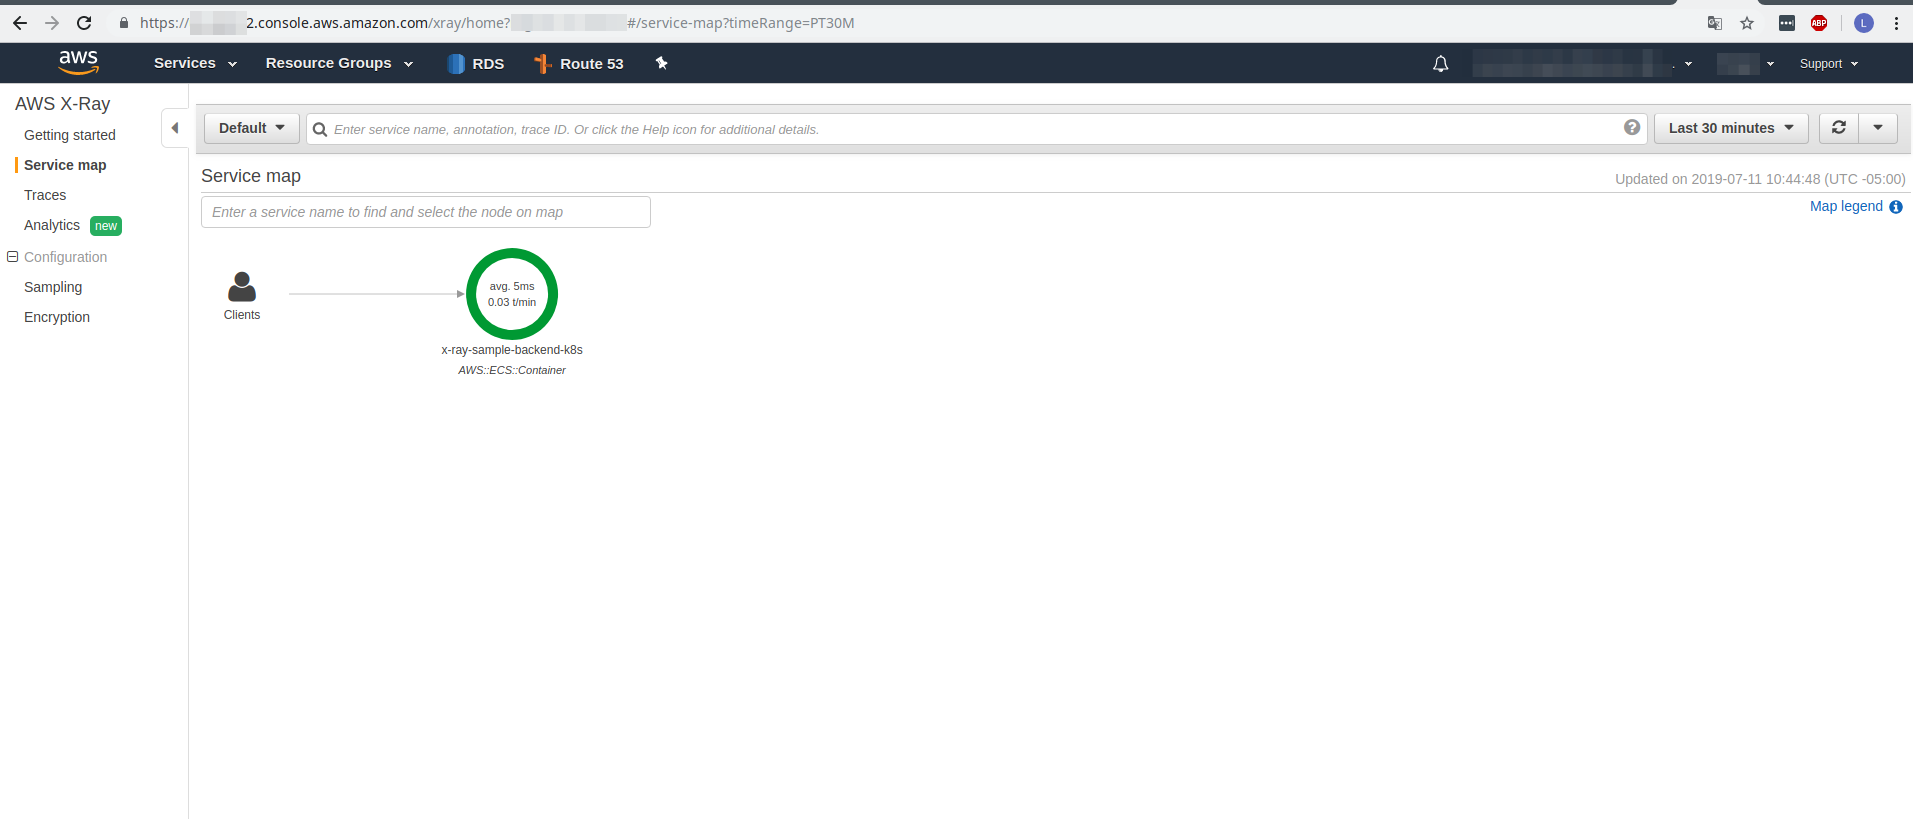 https:// 2.console.aws.amazon.com/xray/home? #/service-map?timeRange=PT30M
ABP
L
aws
Services
Resource Groups
RDS
Route 53
Support
AWS X-Ray
Getting started
Service map
Traces
Analytics new
Configuration
Sampling
Encryption
Default
Enter service name, annotation, trace ID. Or click the Help icon for additional details.
Last 30 minutes
Service map
Updated on 2019-07-11 10:44:48 (UTC -05:00)
Enter a service name to find and select the node on map
Map legend
Clients
avg. 5ms
0.03 t/min
x-ray-sample-backend-k8s
AWS::ECS::Container